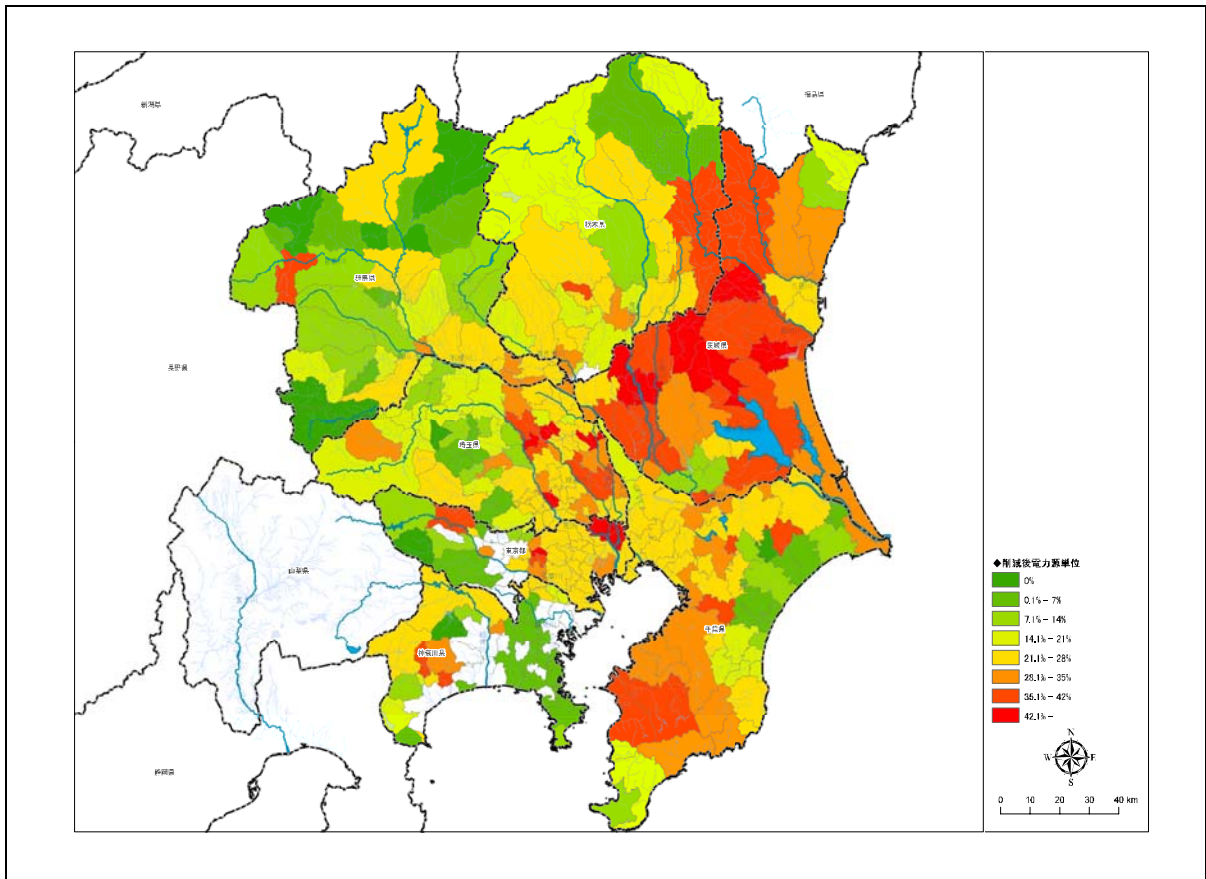 新潟県
福島県
栃木県
群馬県
茨城県
長野県
埼玉県
東京都
山梨県
千葉県
神奈川県
静岡県
◆削減後電力源単位
0%
0.1% - 7%
7.1% - 14%
14.1% - 21%
21.1% - 28%
28.1% - 35%
35.1% - 42%
42.1% -
N
W E
S
0 10 20 30 40 km